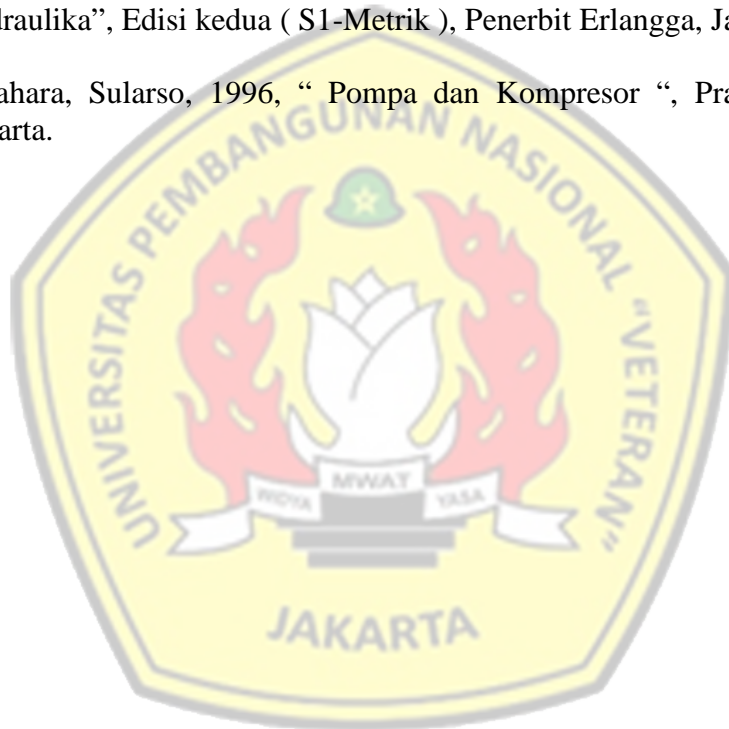 draulika”, Edisi kedua ( S1-Metrik ), Penerbit Erlangga, Ja
ahara, Sularso, 1996, “ Pompa dan Kompresor “, Pra
arta.
UNIVERSITAS PEMBANGUNAN NASIONAL “VETERAN”
WIDYA MWAT YASA
JAKARTA